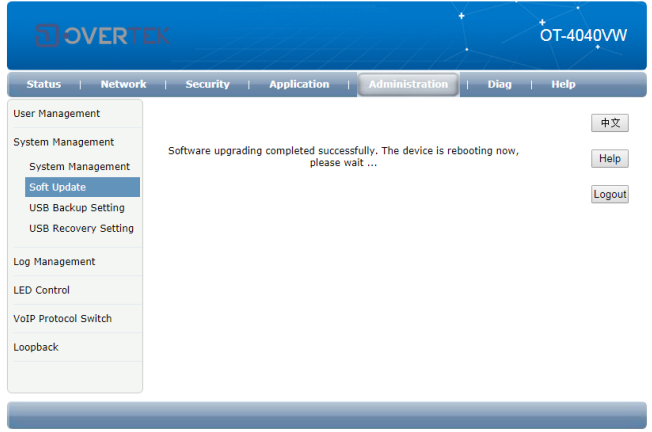 OVERTEK
OT-4040VW
Status | Network | Security | Application | Administration | Diag | Help
User Management
System Management
System Management
Soft Update
USB Backup Setting
USB Recovery Setting
Log Management
LED Control
VoIP Protocol Switch
Loopback
Software upgrading completed successfully. The device is rebooting now,
please wait ...
中文
Help
Logout